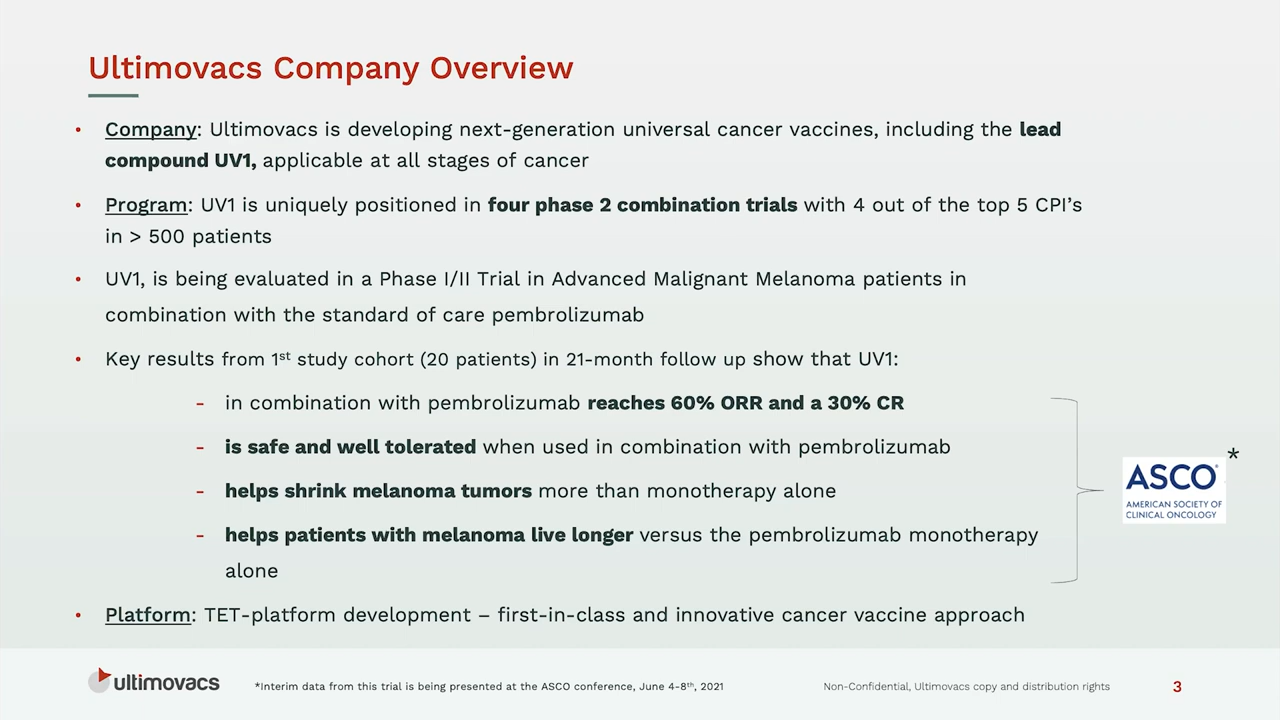 Ultimovacs Company Overview
• Company: Ultimovacs is developing next-generation universal cancer vaccines, including the lead
compound UV1, applicable at all stages of cancer
• Program: UV1 is uniquely positioned in four phase 2 combination trials with 4 out of the top 5 CPI’s
in > 500 patients
• UV1, is being evaluated in a Phase I/II Trial in Advanced Malignant Melanoma patients in
combination with the standard of care pembrolizumab
• Key results from 1st study cohort (20 patients) in 21-month follow up show that UV1:
- in combination with pembrolizumab reaches 60% ORR and a 30% CR
- is safe and well tolerated when used in combination with pembrolizumab
- helps shrink melanoma tumors more than monotherapy alone
- helps patients with melanoma live longer versus the pembrolizumab monotherapy
alone
*
ASCO
AMERICAN SOCIETY OF
CLINICAL ONCOLOGY
• Platform: TET-platform development – first-in-class and innovative cancer vaccine approach
ultimovacs
*Interim data from this trial is being presented at the ASCO conference, June 4-8th, 2021
Non-Confidential, Ultimovacs copy and distribution rights
3